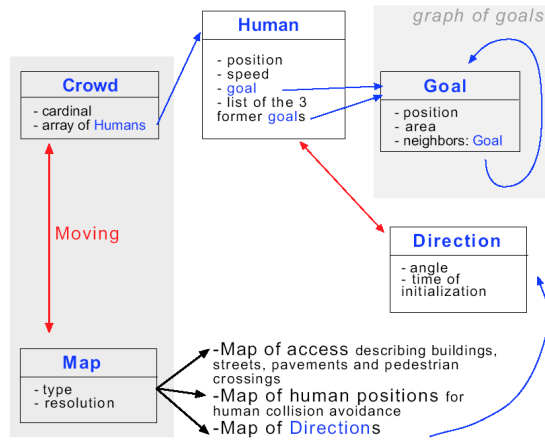 graph of goals
Human
- position
- speed
- goal
- list of the 3
former goals
Crowd
- cardinal
- array of Humans
Goal
- position
- area
- neighbors: Goal
Moving
Direction
- angle
- time of
initialization
Map
- type
- resolution
-Map of access describing buildings,
streets, pavements and pedestrian
crossings
-Map of human positions for
human collision avoidance
-Map of Directions